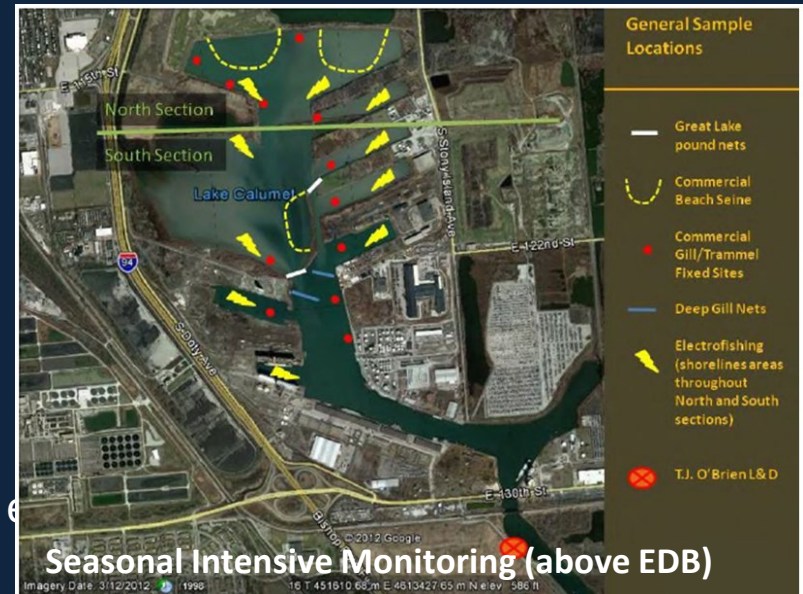 General Sample
Locations
E 115th St
North Section
South Section
Lake Calumet
S Stony Island Ave
E 122nd St
94
S Doty Ave
E 130th St
Great Lake
pound nets
Commercial
Beach Seine
Commercial
Gill/Trammel
Fixed Sites
Deep Gill Nets
Electrofishing
(shorelines areas
throughout
North and South
sections)
T.J. O'Brien L&D
e
© 2012 Google
Seasonal Intensive Monitoring (above EDB)
Imagery Date: 3/12/2012 1998 16 T 451610.68 m E 4613427.65 m N elev 586 ft